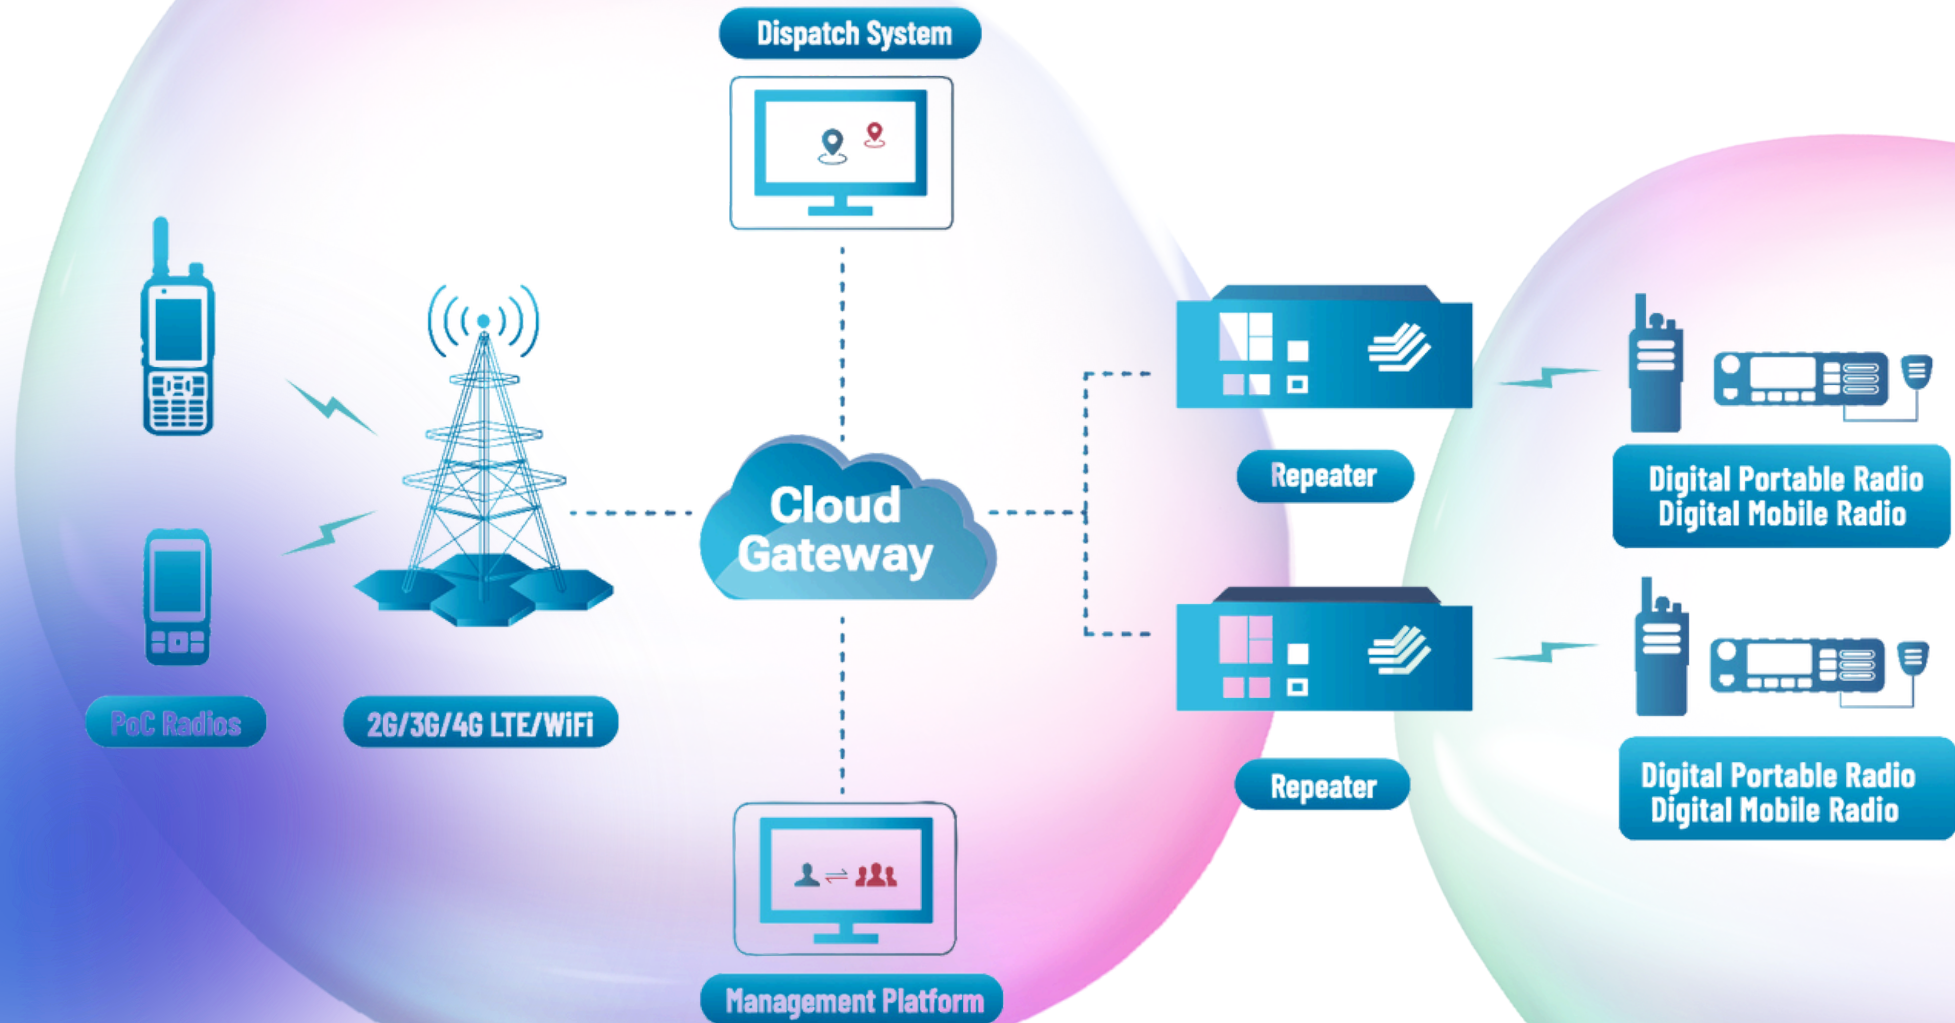 Dispatch System
Cloud
Gateway
Repeater
Digital Portable Radio
Digital Mobile Radio
PoC Radios
2G/3G/4G LTE/WiFi
Repeater
Digital Portable Radio
Digital Mobile Radio
Management Platform